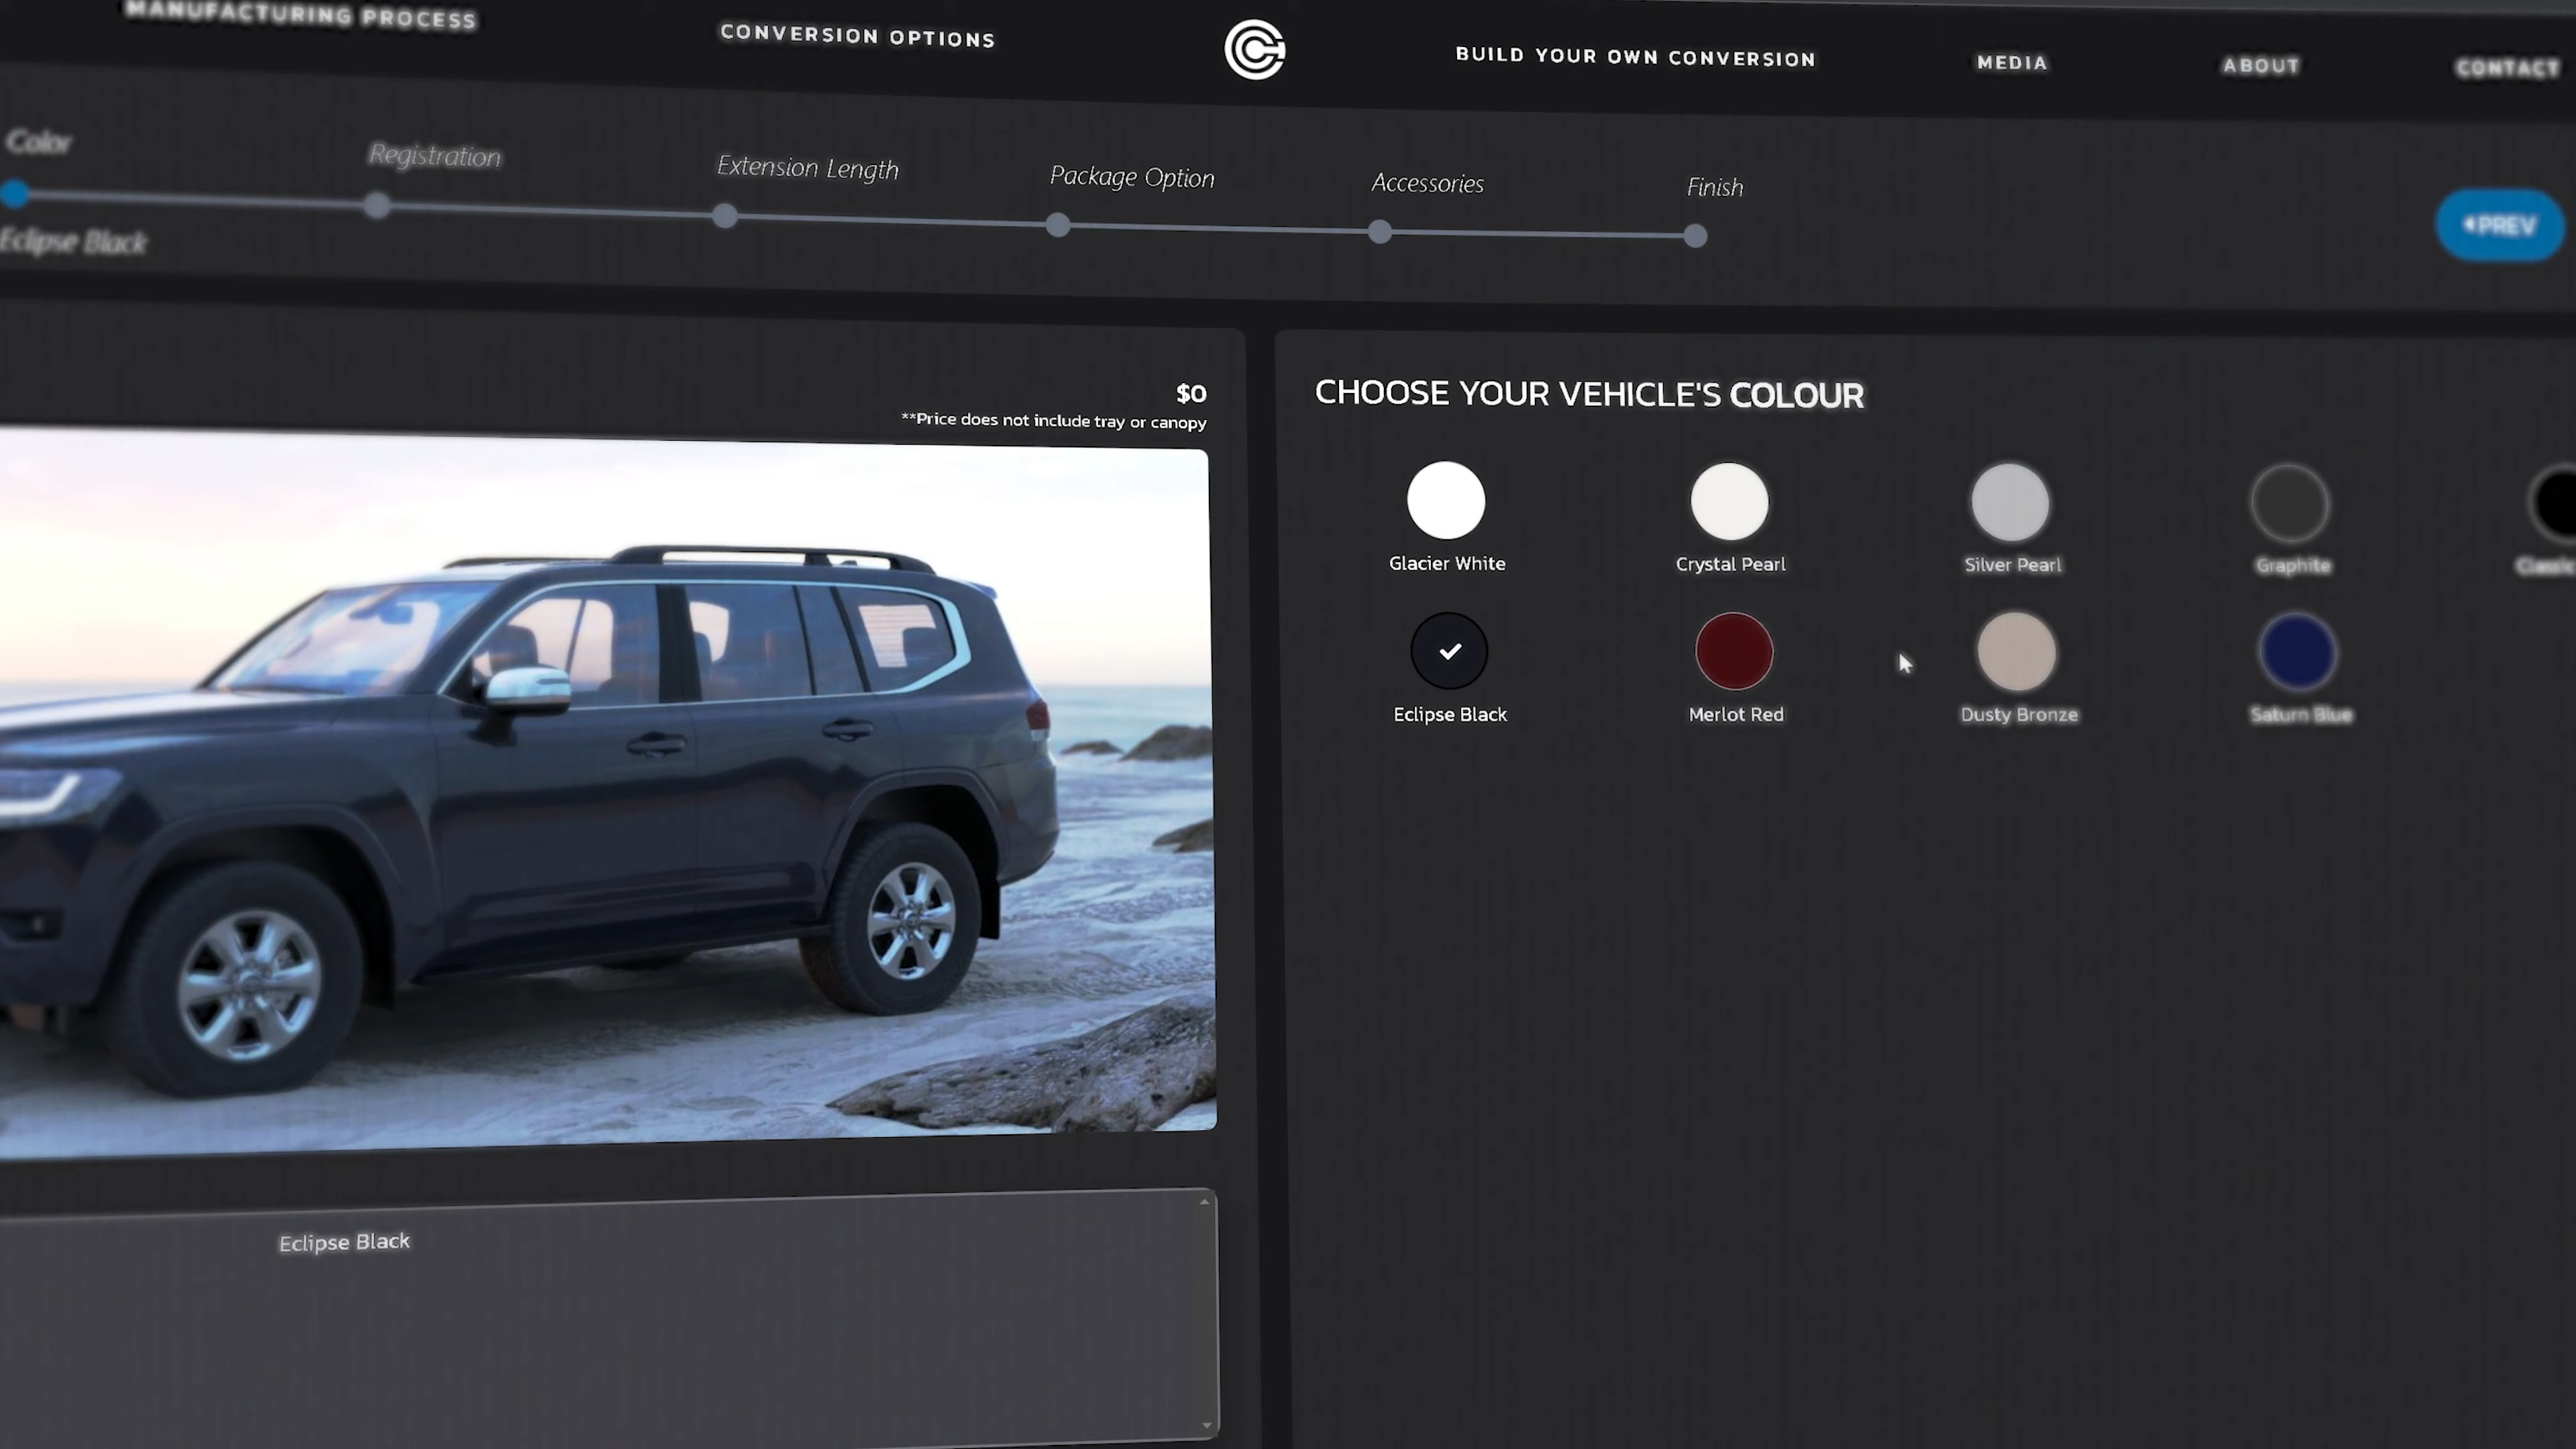 MANUFACTURING PROCESS
CONVERSION OPTIONS
BUILD YOUR OWN CONVERSION
MEDIA
ABOUT
CONTACT
Color
Registration
Extension Length
Package Option
Accessories
Finish
Eclipse Black
PREV
$0
**Price does not include tray or canopy
CHOOSE YOUR VEHICLE'S COLOUR
Glacier White
Crystal Pearl
Silver Pearl
Graphite
Classic
Eclipse Black
Merlot Red
Dusty Bronze
Saturn Blue
Eclipse Black